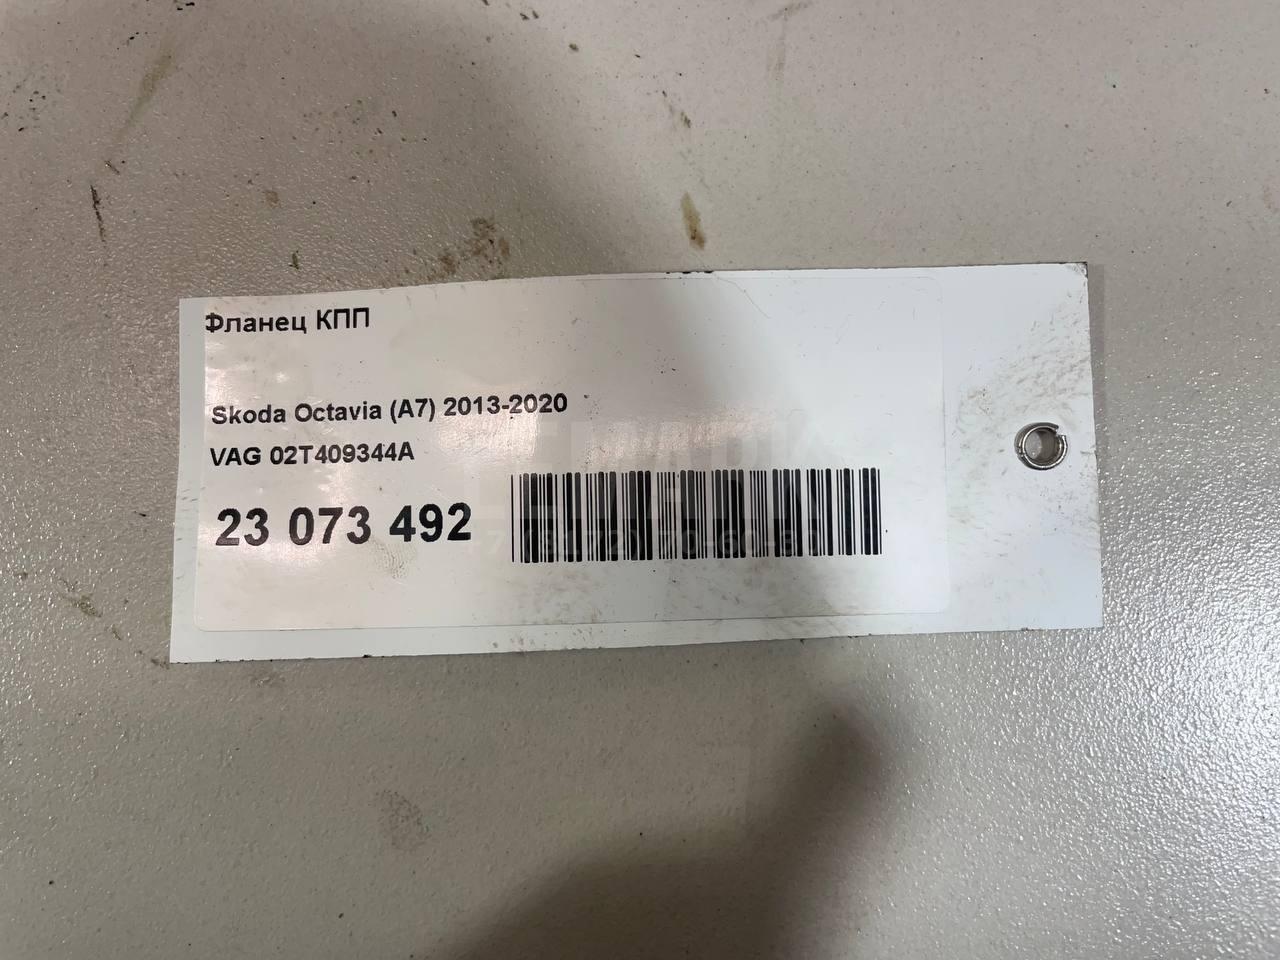 Фланец КПП
Skoda Octavia (A7) 2013-2020
VAG 02T409344A
23 073 492